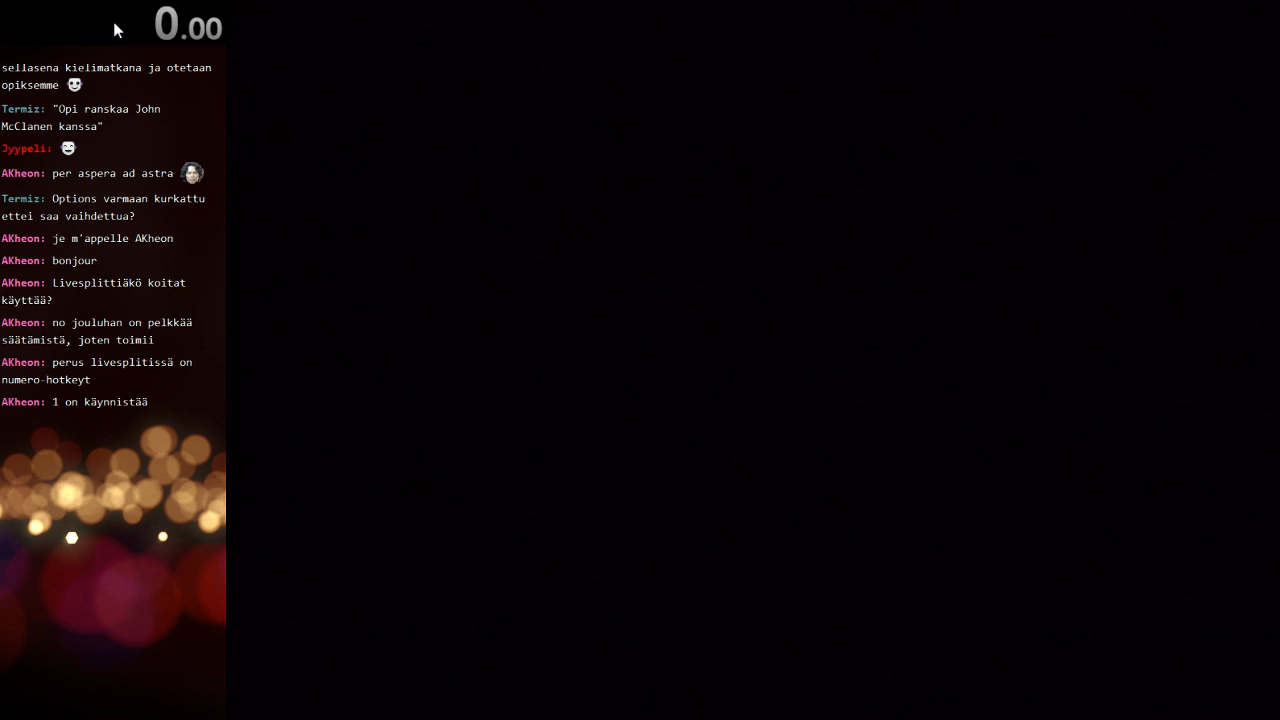 0.00
sellasena kielimatkana ja otetaan
opiksemme
Termiz: "Opi ranskaa John
McClanen kanssa"
Jyypeli:
AKheon: per aspera ad astra
Termiz: Options varmaan kurkattu
ettei saa vaihdettua?
AKheon: je m'appelle AKheon
AKheon: bonjour
AKheon: Livesplittiäkö koitat
käyttää?
AKheon: no jouluhan on pelkkää
säätämistä, joten toimii
AKheon: perus livesplitissä on
numero-hotkeyt
AKheon: 1 on käynnistää